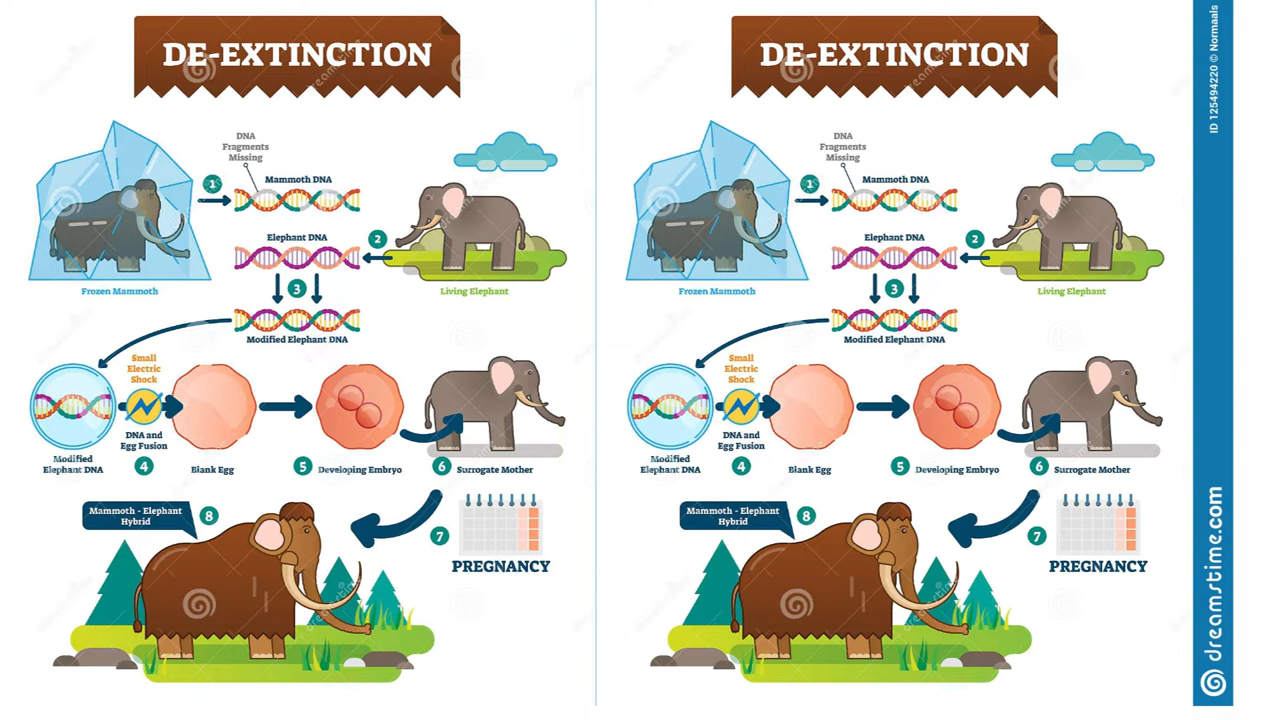 DE-EXTINCTION
DNA
Fragments
Missing
1
Mammoth DNA
Elephant DNA
2
3
Frozen Mammoth
Living Elephant
Modified Elephant DNA
Small
Electric
Shock
DNA and
Egg Fusion
Modified
Elephant DNA
4
Blank Egg
5
Developing Embryo
6
Surrogate Mother
Mammoth - Elephant
Hybrid
8
7
PREGNANCY
DE-EXTINCTION
DNA
Fragments
Missing
1
Mammoth DNA
Elephant DNA
2
3
Frozen Mammoth
Living Elephant
Modified Elephant DNA
Small
Electric
Shock
DNA and
Egg Fusion
Modified
Elephant DNA
4
Blank Egg
5
Developing Embryo
6
Surrogate Mother
Mammoth - Elephant
Hybrid
8
7
PREGNANCY
ID 125494220 © Normaals
dreamstime.com